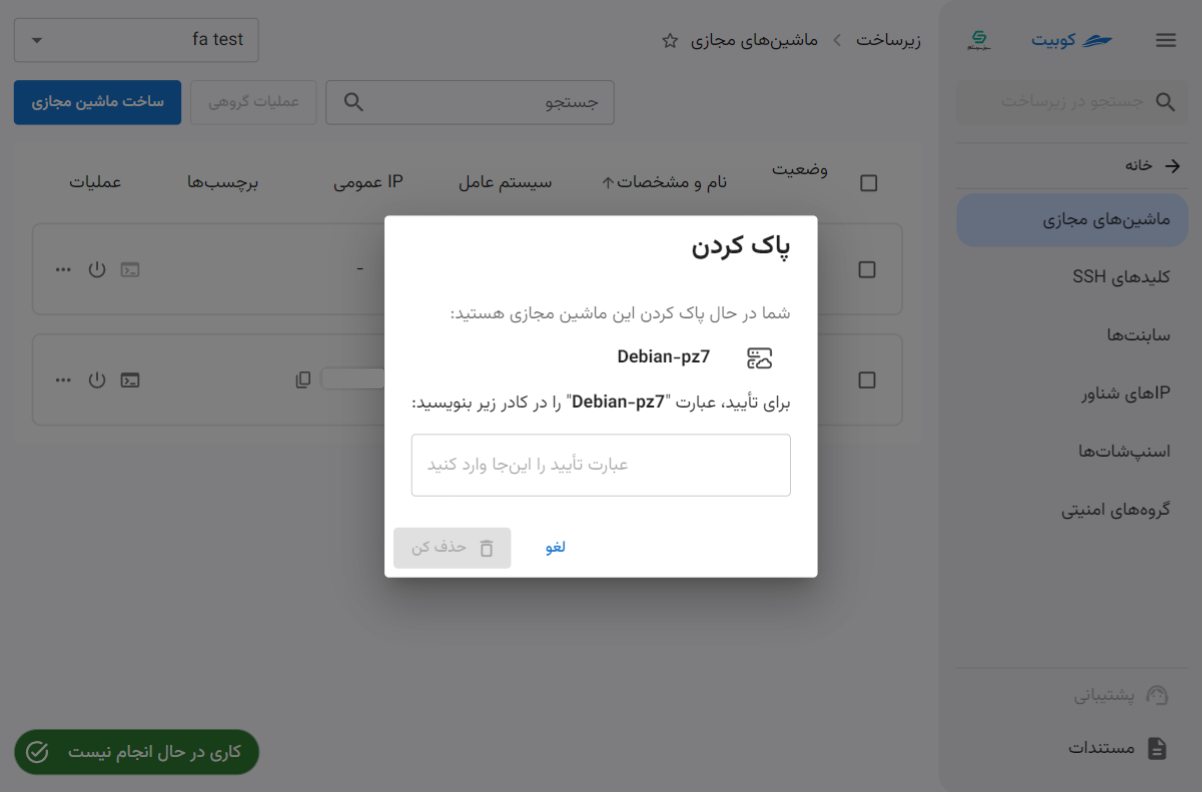 کوبیت
زیرساخت
ماشین‌های مجازی
fa test
جستجو در زیرساخت
خانه
ماشین‌های مجازی
کلیدهای SSH
سابنت‌ها
IPهای شناور
اسنپ‌شات‌ها
گروه‌های امنیتی
پشتیبانی
مستندات
جستجو
عملیات گروهی
ساخت ماشین مجازی
وضعیت
نام و مشخصات
سیستم عامل
IP عمومی
برچسب‌ها
عملیات
-
پاک کردن
شما در حال پاک کردن این ماشین مجازی هستید:
Debian-pz7
برای تأیید، عبارت "Debian-pz7" را در کادر زیر بنویسید:
عبارت تأیید را این‌جا وارد کنید
لغو
حذف کن
کاری در حال انجام نیست